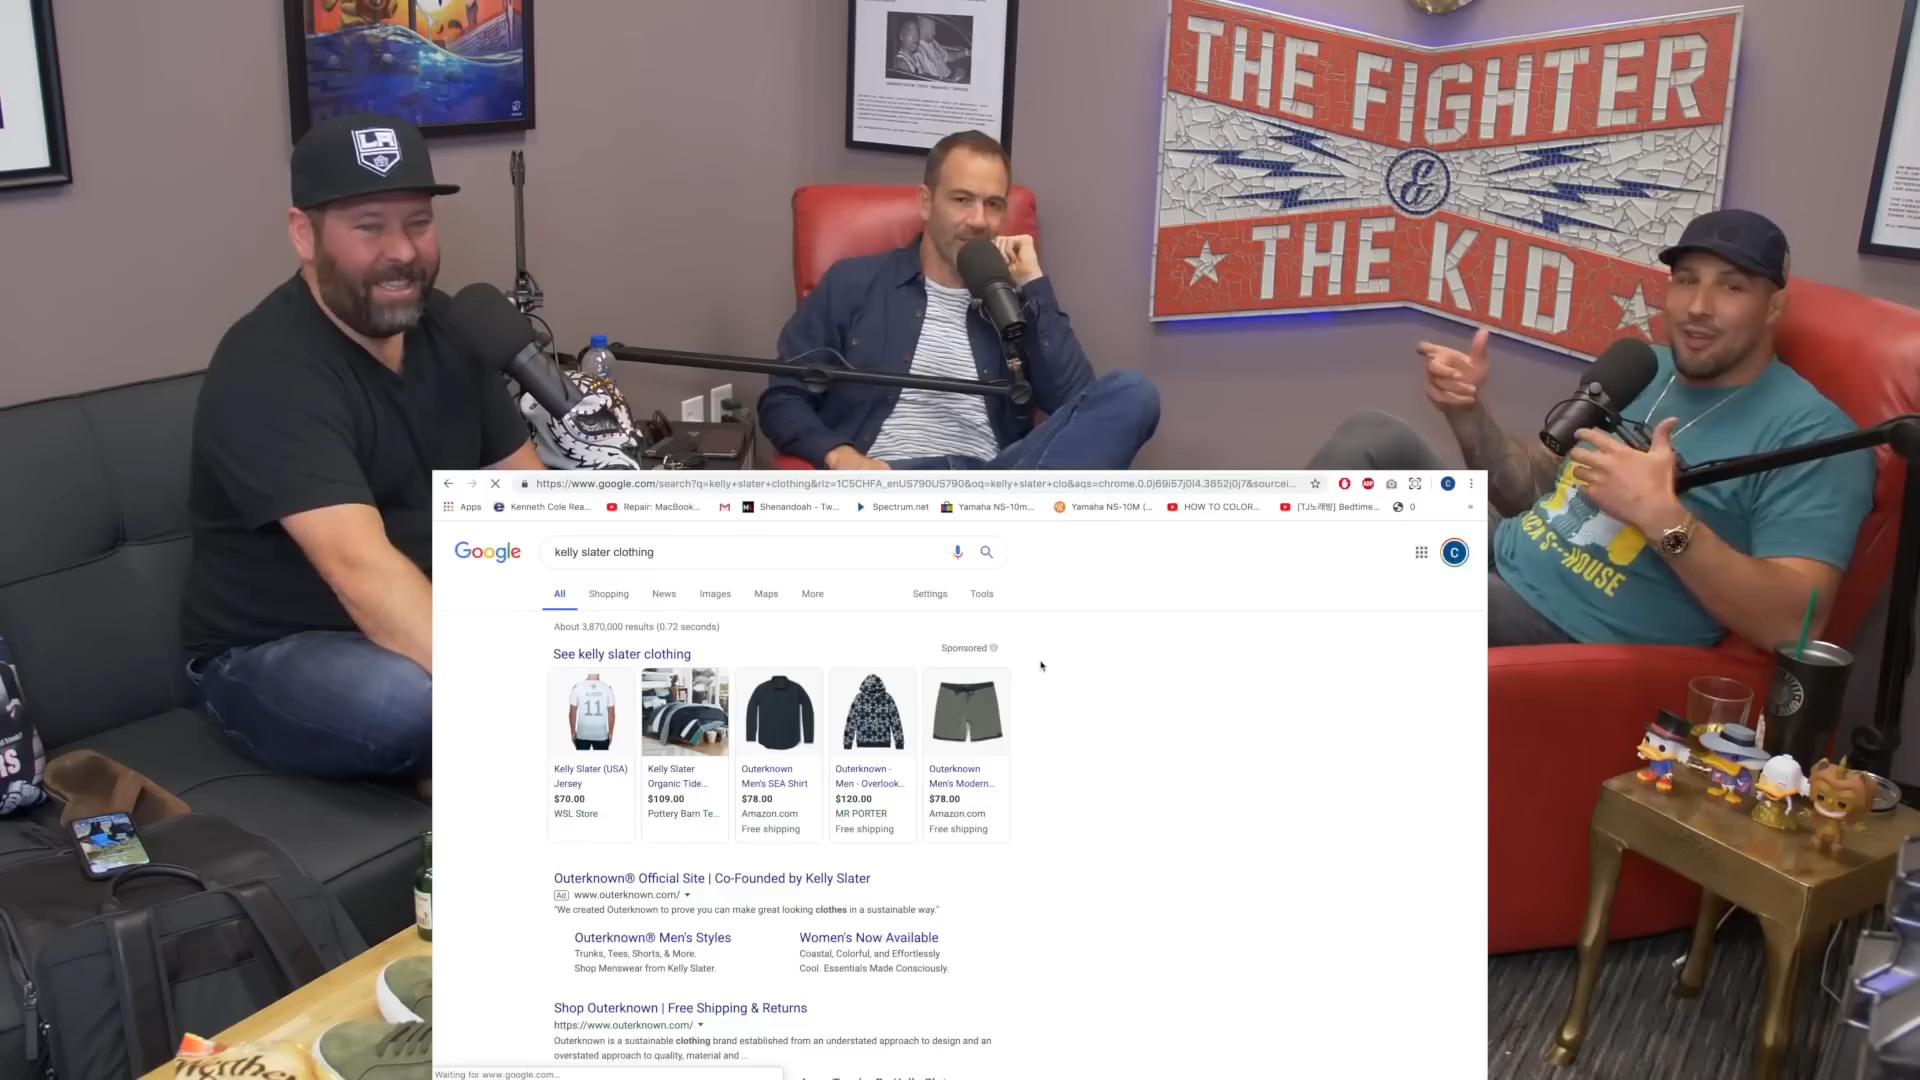 THE FIGHTER
&
THE KID
LA
https://www.google.com/search?q=kelly+slater+clothing&rlz=1C5CHFA_enUS790US790&oq=kelly+slater+clo&aqs=chrome.0.0j69i57j0l4.3852j0j7&sourcei...
Apps Kenneth Cole Rea... Repair: MacBook... Shenandoah - Tw... Spectrum.net Yamaha NS-10m... Yamaha NS-10M (... HOW TO COLOR... [TJ노래방] Bedtime... 0 »
Google kelly slater clothing C
All Shopping News Images Maps More Settings Tools
About 3,870,000 results (0.72 seconds)
See kelly slater clothing Sponsored
11
Kelly Slater (USA) Jersey
$70.00
WSL Store
Kelly Slater Organic Tide...
$109.00
Pottery Barn Te...
Outerknown Men's SEA Shirt
$78.00
Amazon.com
Free shipping
Outerknown - Men - Overlook...
$120.00
MR PORTER
Free shipping
Outerknown Men's Modern...
$78.00
Amazon.com
Free shipping
Outerknown® Official Site | Co-Founded by Kelly Slater
Ad www.outerknown.com/
"We created Outerknown to prove you can make great looking clothes in a sustainable way."
Outerknown® Men's Styles
Trunks, Tees, Shorts, & More.
Shop Menswear from Kelly Slater.
Women's Now Available
Coastal, Colorful, and Effortlessly
Cool. Essentials Made Consciously.
Shop Outerknown | Free Shipping & Returns
https://www.outerknown.com/
Outerknown is a sustainable clothing brand established from an understated approach to design and an
overstated approach to quality, material and ...
Waiting for www.google.com...
HOUSE